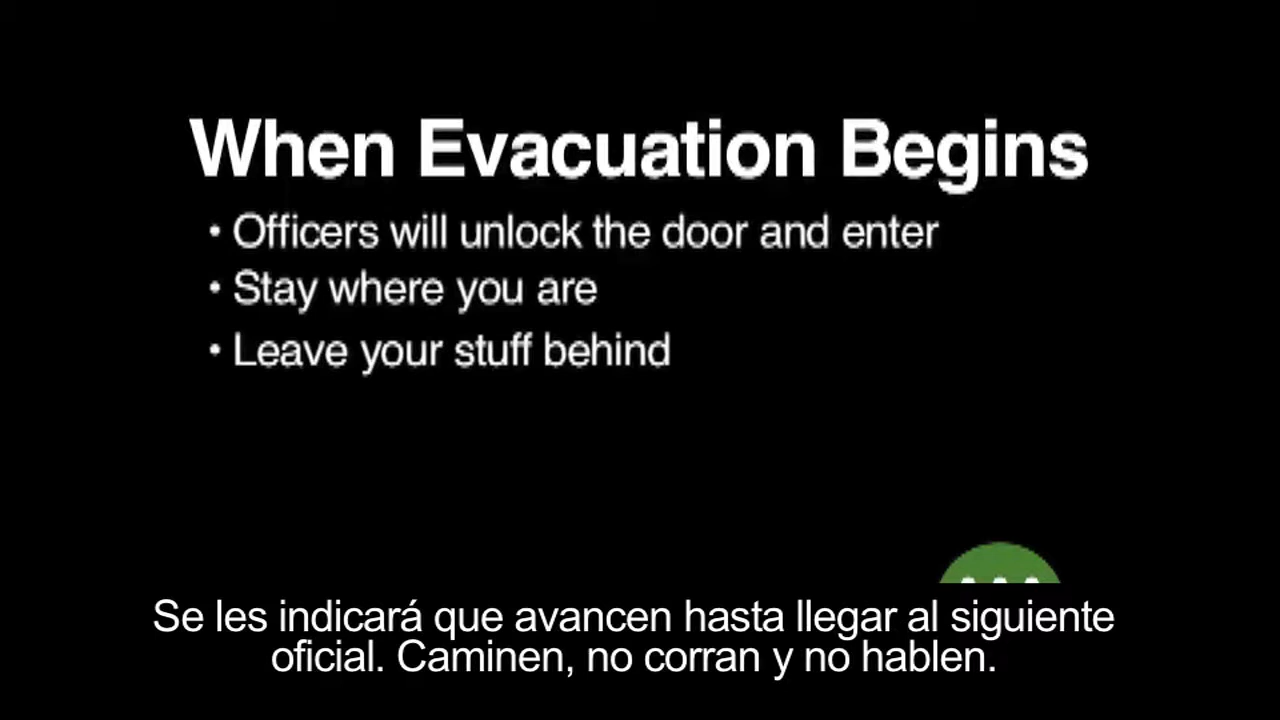 When Evacuation Begins
• Officers will unlock the door and enter
• Stay where you are
• Leave your stuff behind
Se les indicará que avancen hasta llegar al siguiente
oficial. Caminen, no corran y no hablen.